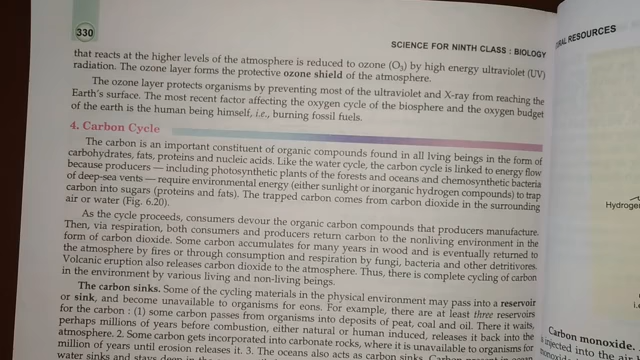 330
SCIENCE FOR NINTH CLASS : BIOLOGY
that reacts at the higher levels of the atmosphere is reduced to ozone (O3) by high energy ultraviolet (UV)
radiation. The ozone layer forms the protective ozone shield of the atmosphere.
The ozone layer protects organisms by preventing most of the ultraviolet and X-ray from reaching the
Earth's surface. The most recent factor affecting the oxygen cycle of the biosphere and the oxygen budget
of the earth is the human being himself, i.e., burning fossil fuels.
4. Carbon Cycle
The carbon is an important constituent of organic compounds found in all lving beings in the form of
carbohydrates, fats, proteins and nucleic acids. Like the water cycle, the carbon cycle is linked to energy flow
because producers — including photosynthetic plants of the forests and oceans and chemosynthetic bacteria
of deep-sea vents — require environmental energy (either sunlight or inorganic hydrogen compounds) to trap
carbon into sugars (proteins and fats). The trapped carbon comes from carbon dioxide in the surrounding
air or water (Fig. 6.20).
As the cycle proceeds, consumers devour the organic carbon compounds that producers manufacture.
Then, via respiration, both consumers and producers return carbon to the nonliving environment in the
form of carbon dioxide. Some carbon accumulates for many years in wood and is eventually returned to
the atmosphere by fires or through consumption and respiration by fungi, bacteria and other detritivores.
Volcanic eruption also releases carbon dioxide to the atmosphere. Thus, there is complete cycling of carbon
in the environment by various living and non-living beings.
The carbon sinks. Some of the cycling materials in the physical environment may pass into a reservoir
or sink, and become unavailable to organisms for eons. For example, there are at least three reservoirs
for the carbon : (1) some carbon passes from organisms into deposits of peat, coal and oil. There it waits,
perhaps millions of years before combustion, either natural or human induced, releases it back into the
atmosphere. 2. Some carbon gets incorporated into carbonate rocks, where it is unavailable to organisms for
million of years until erosion releases it. 3. The oceans also acts as carbon sinks. Carbon
water sinks and stays deep in the
RAL RESOURCES
Hydrogen
Carbon monoxide.
injected into the